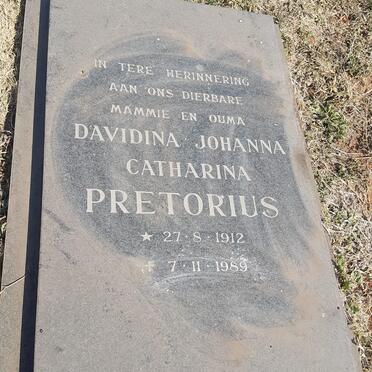 IN TERE HERINNERING
AAN ONS DIERBARE
MAMMIE EN OUMA
DAVIDINA JOHANNA
CATHARINA
PRETORIUS
★ 27·8·1912
✝ 7·11·1989